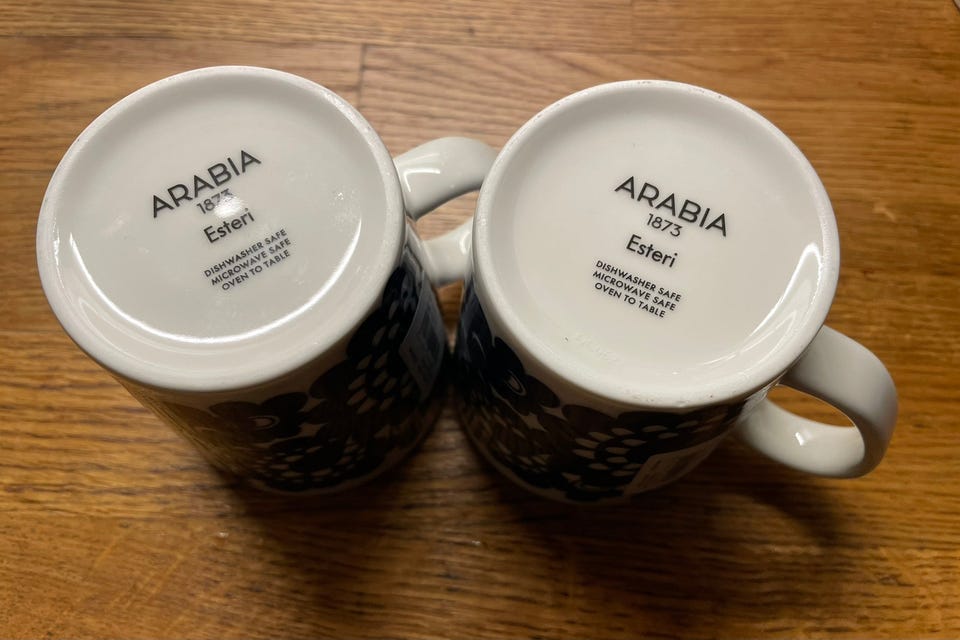 ARABIA
1873
Esteri
DISHWASHER SAFE
MICROWAVE SAFE
OVEN TO TABLE
ARABIA
1873
Esteri
DISHWASHER SAFE
MICROWAVE SAFE
OVEN TO TABLE